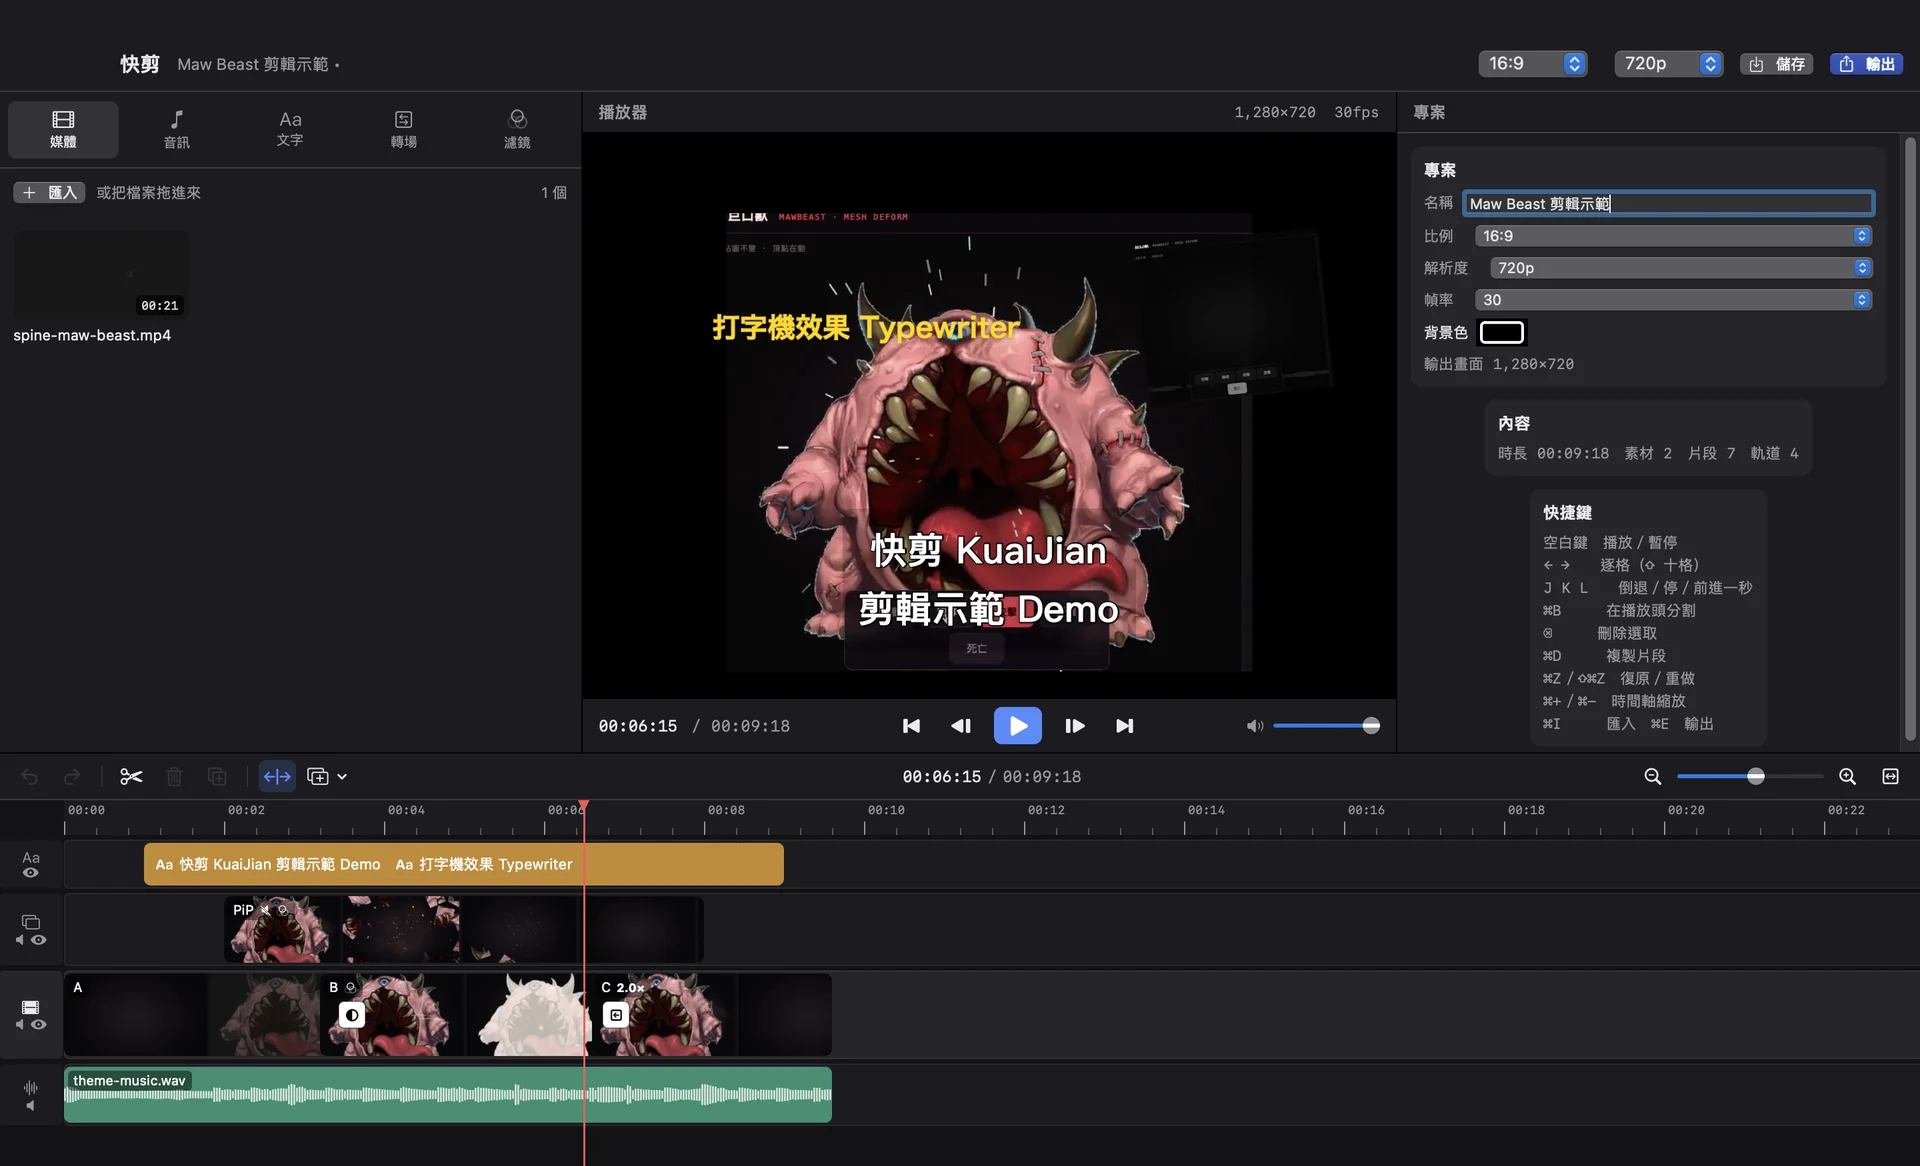 快剪 Maw Beast 剪輯示範 •
16:9 720p 儲存 輸出
媒體 音訊 Aa 文字 轉場 濾鏡
匯入 或把檔案拖進來 1 個
00:21
spine-maw-beast.mp4
播放器 1,280×720 30fps
巨口獸 MAWBEAST · MESH DEFORM
貼圖不變 · 頂點在動
打字機效果 Typewriter
快剪 KuaiJian
剪輯示範 Demo
死亡
00:06:15 / 00:09:18
專案
專案
名稱 Maw Beast 剪輯示範
比例 16:9
解析度 720p
幀率 30
背景色
輸出畫面 1,280×720
內容
時長 00:09:18 素材 2 片段 7 軌道 4
快捷鍵
空白鍵 播放 / 暫停
← → 逐格 (⇧ 十格)
J K L 倒退 / 停 / 前進一秒
⌘B 在播放頭分割
⌫ 刪除選取
⌘D 複製片段
⌘Z / ⇧⌘Z 復原 / 重做
⌘+ / ⌘− 時間軸縮放
⌘I 匯入 ⌘E 輸出
00:06:15 / 00:09:18
00:00 00:02 00:04 00:06 00:08 00:10 00:12 00:14 00:16 00:18 00:20 00:22
Aa
Aa 快剪 KuaiJian 剪輯示範 Demo Aa 打字機效果 Typewriter
PiP
A B C 2.0×
theme-music.wav